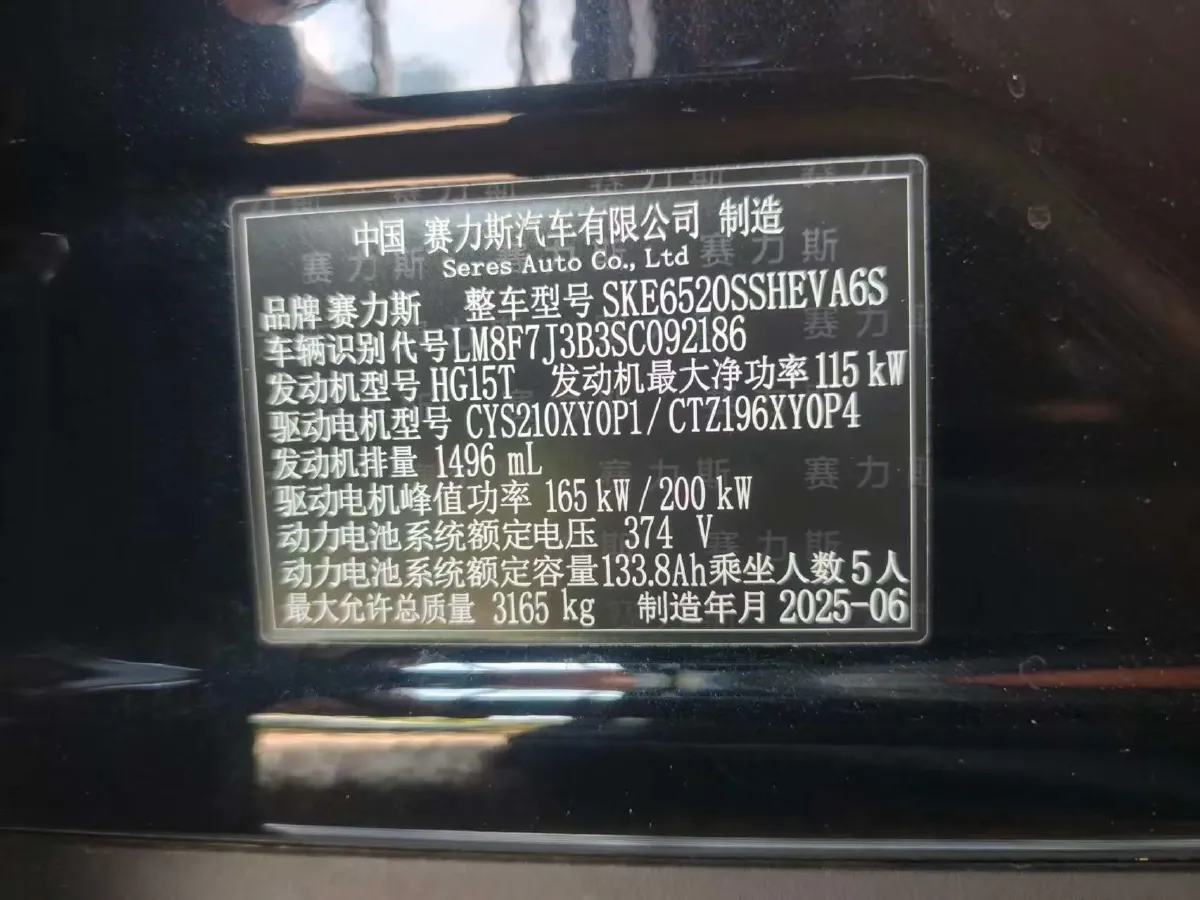 中国 赛力斯汽车有限公司 制造
Seres Auto Co., Ltd
品牌 赛力斯 整车型号 SKE6520SSHEVA6S
车辆识别代号 LM8F7J3B3SC092186
发动机型号 HG15T 发动机最大净功率 115 kW
驱动电机型号 CYS210XY0P1 / CTZ196XY0P4
发动机排量 1496 mL
驱动电机峰值功率 165 kW / 200 kW
动力电池系统额定电压 374 V
动力电池系统额定容量 133.8Ah 乘坐人数 5 人
最大允许总质量 3165 kg 制造年月 2025-06